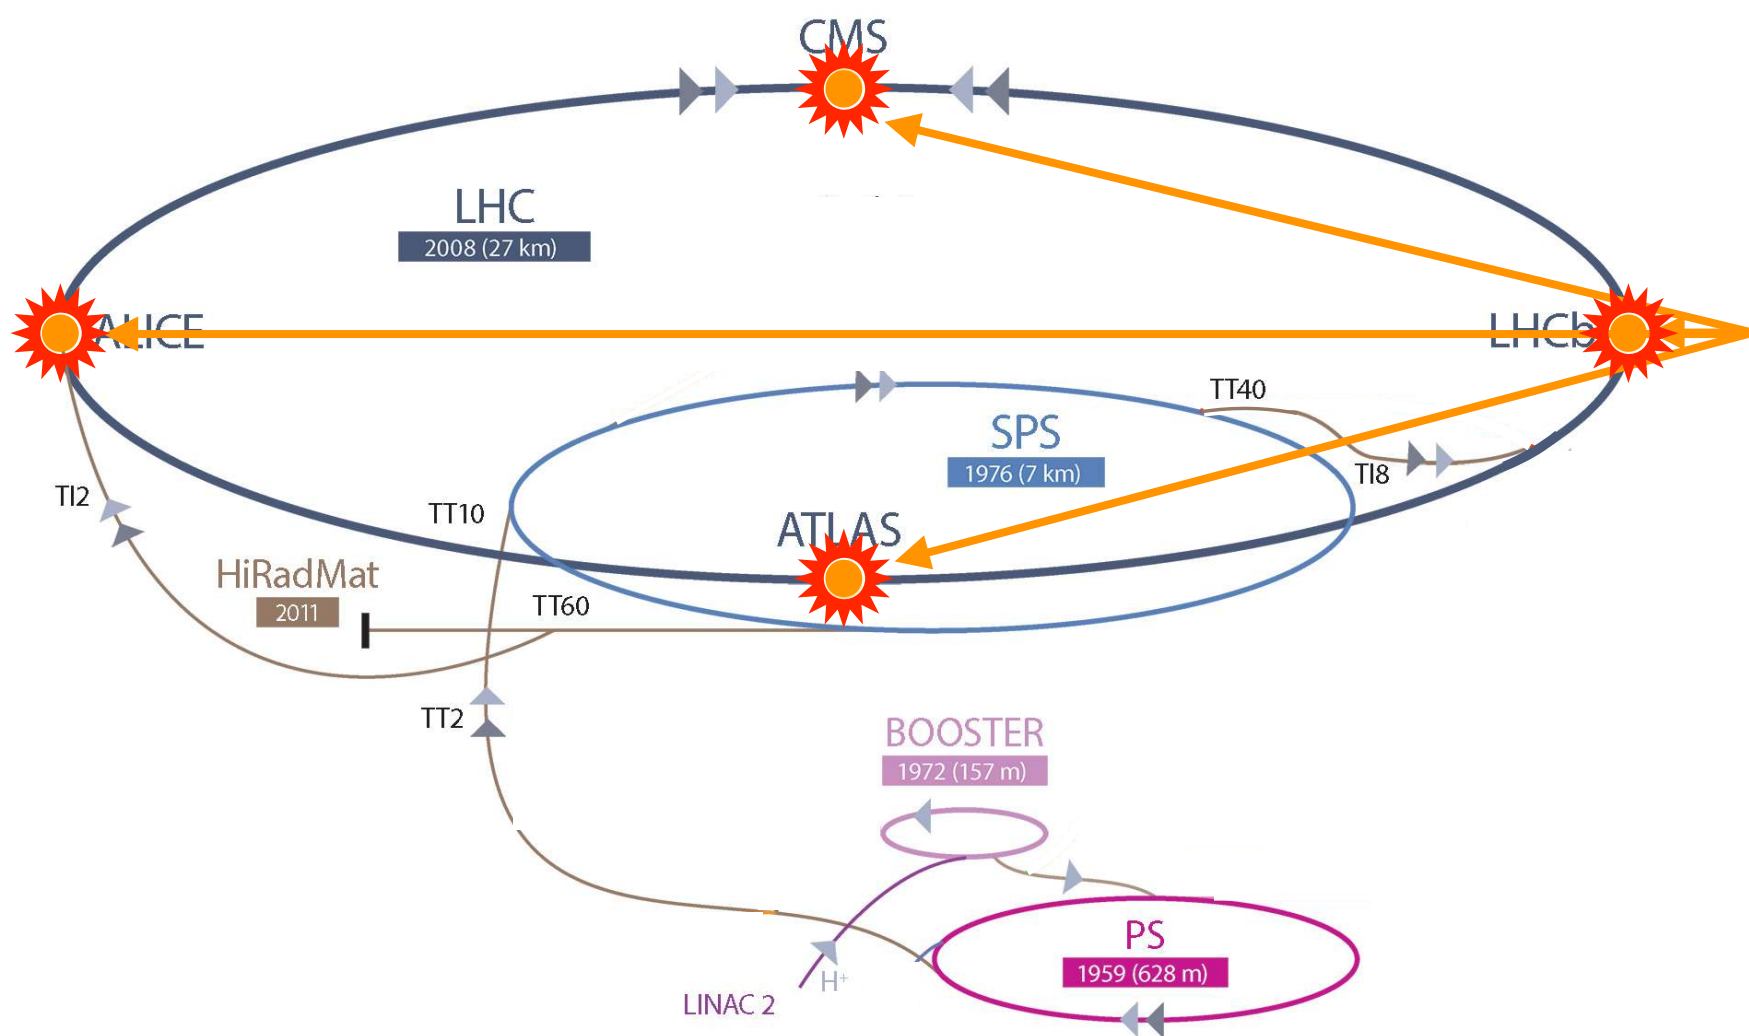 CMS
LHC
2008 (27 km)
ALICE
LHCb
TT40
SPS
1976 (7 km)
TI8
TI2
TT10
ATLAS
HiRadMat
2011
TT60
TT2
BOOSTER
1972 (157 m)
PS
1959 (628 m)
H+
LINAC 2